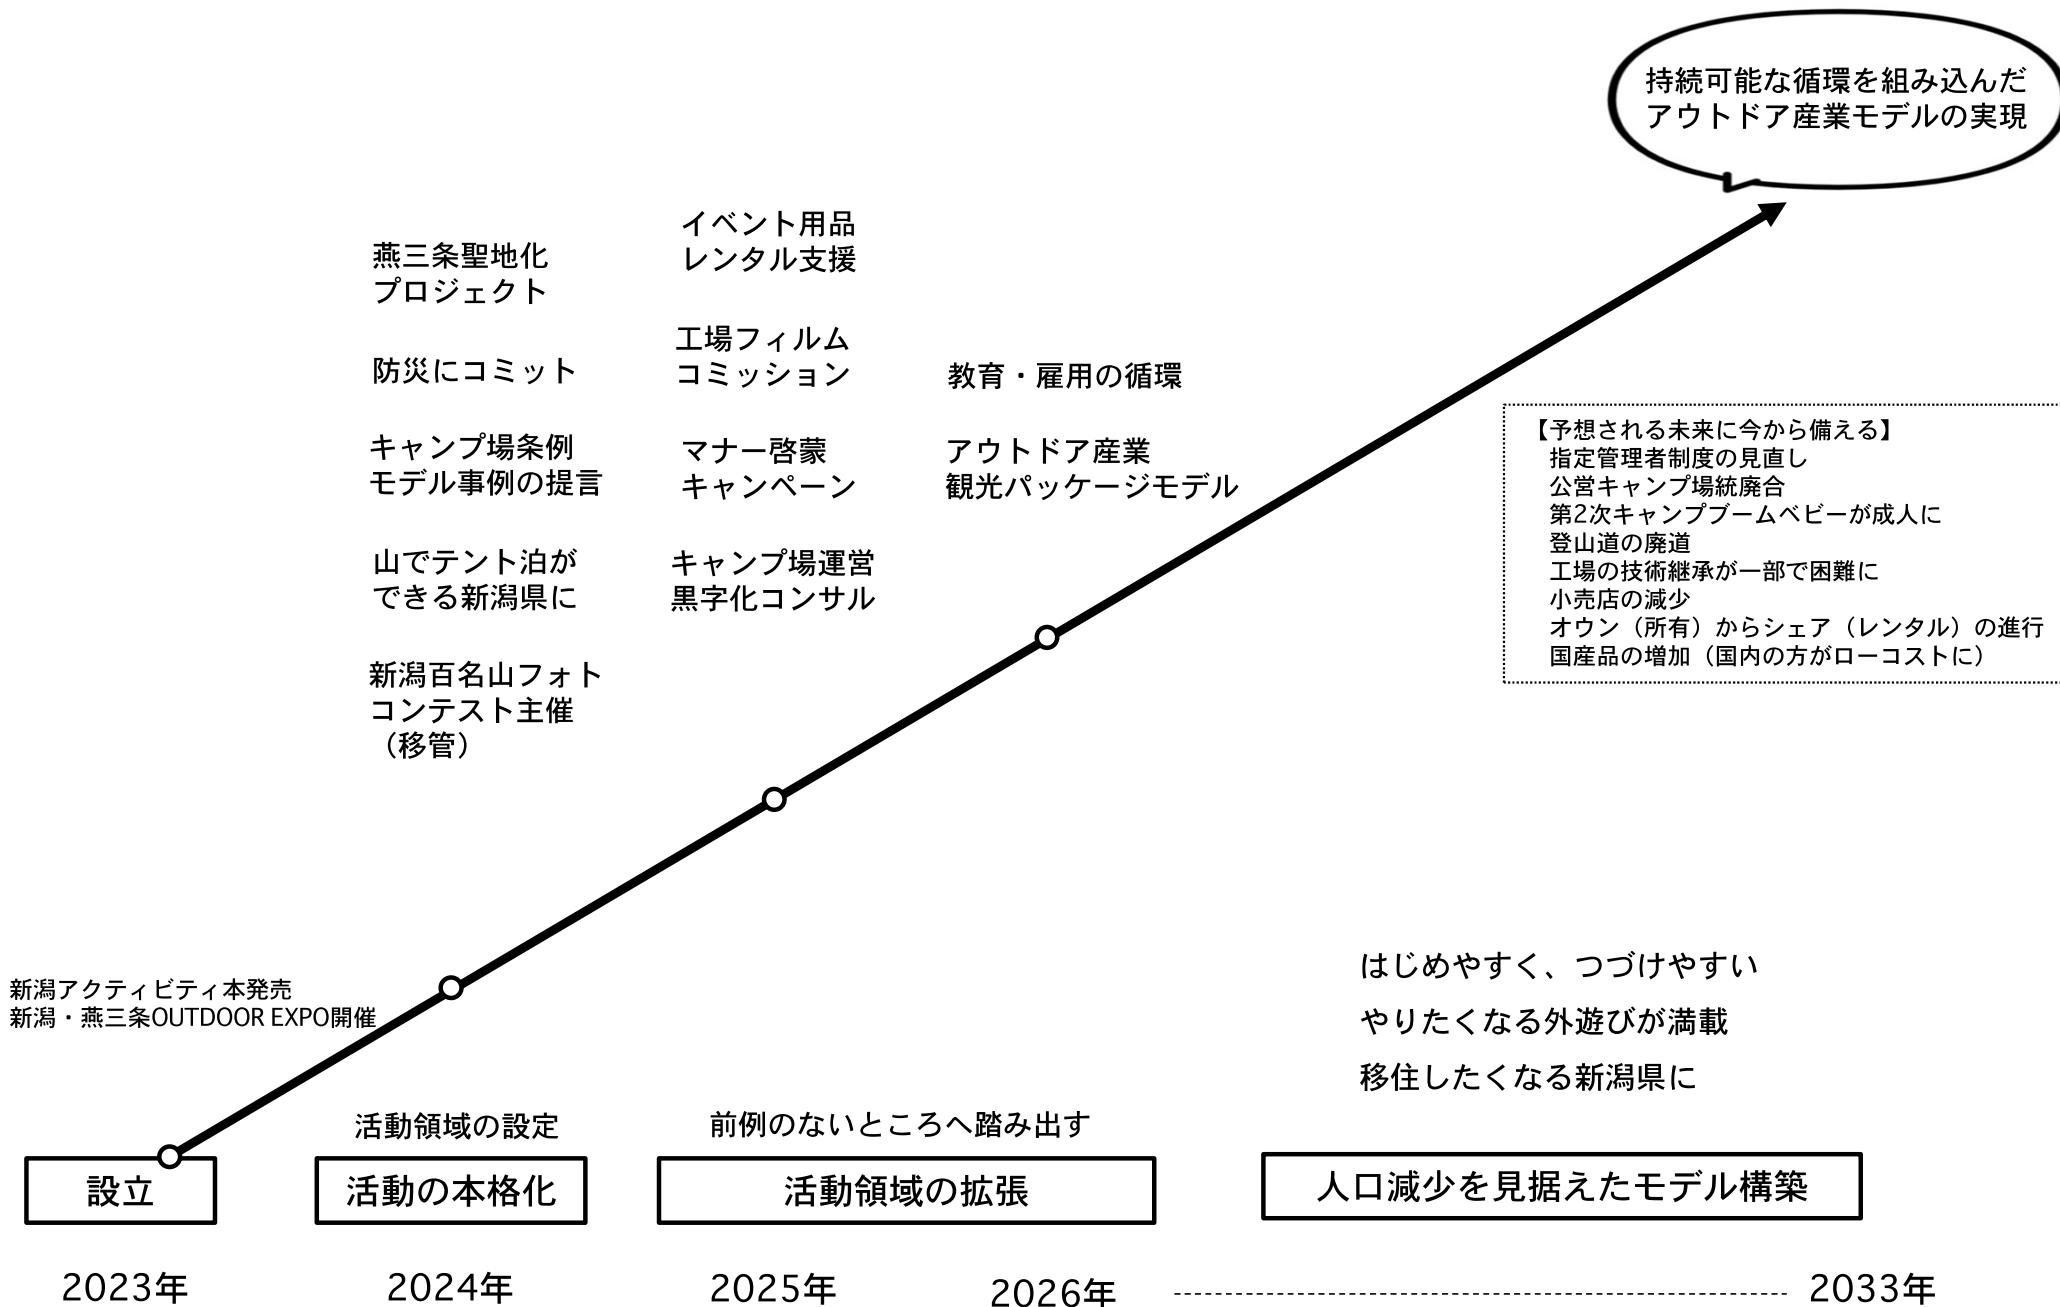 持続可能な循環を組み込んだ
アウトドア産業モデルの実現
燕三条聖地化
プロジェクト
防災にコミット
キャンプ場条例
モデル事例の提言
山でテント泊が
できる新潟県に
新潟百名山フォト
コンテスト主催
（移管）
イベント用品
レンタル支援
工場フィルム
コミッション
マナー啓蒙
キャンペーン
キャンプ場運営
黒字化コンサル
教育・雇用の循環
アウトドア産業
観光パッケージモデル
【予想される未来に今から備える】
指定管理者制度の見直し
公営キャンプ場統廃合
第2次キャンプブームベビーが成人に
登山道の廃道
工場の技術継承が一部で困難に
小売店の減少
オウン（所有）からシェア（レンタル）の進行
国産品の増加（国内の方がローコストに）
新潟アクティビティ本発売
新潟・燕三条OUTDOOR EXPO開催
はじめやすく、つづけやすい
やりたくなる外遊びが満載
移住したくなる新潟県に
活動領域の設定
前例のないところへ踏み出す
設立
活動の本格化
活動領域の拡張
人口減少を見据えたモデル構築
2023年
2024年
2025年
2026年
2033年